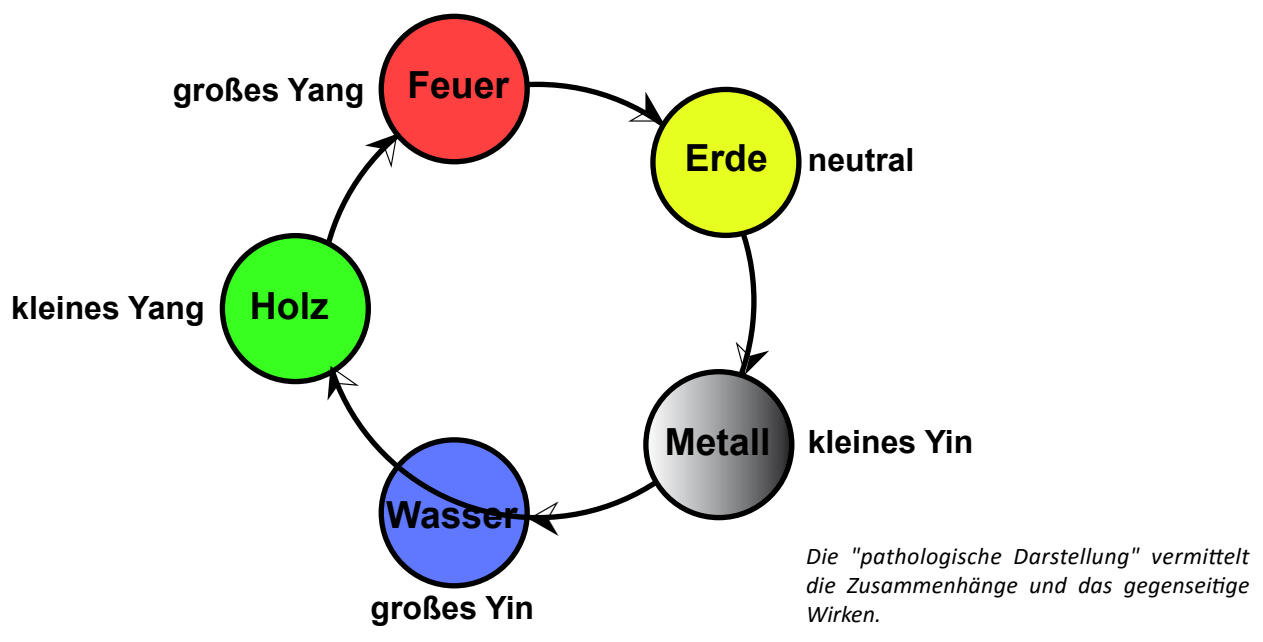 großes Yang
Feuer
Erde
neutral
kleines Yang
Holz
Metall
kleines Yin
Wasser
großes Yin
Die "pathologische Darstellung" vermittelt
die Zusammenhänge und das gegenseitige
Wirken.